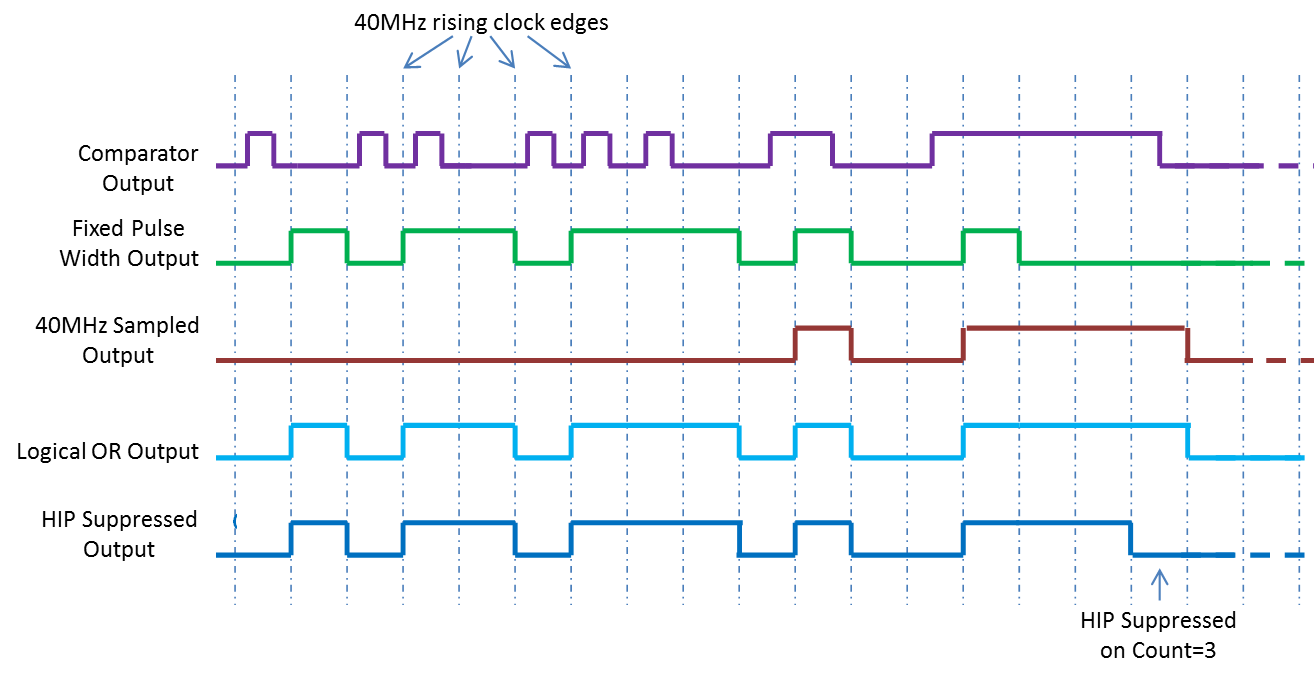 40MHz rising clock edges
Comparator
Output
Fixed Pulse
Width Output
40MHz Sampled
Output
Logical OR Output
HIP Suppressed
Output
HIP Suppressed
on Count=3